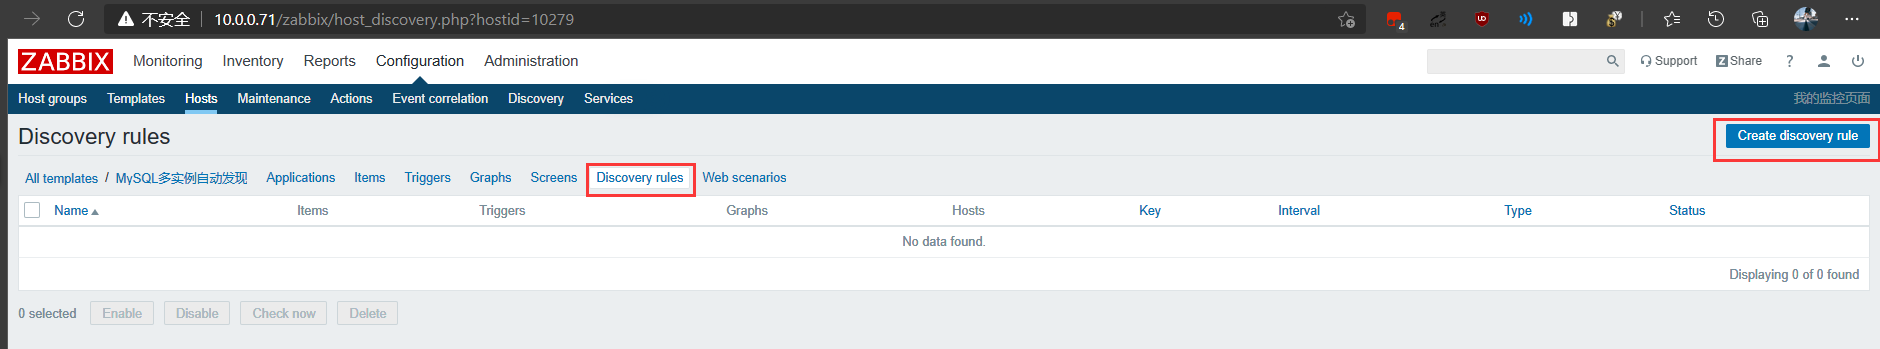 不安全 10.0.0.71/zabbix/host_discovery.php?hostid=10279
4 UD
ZABBIX Monitoring Inventory Reports Configuration Administration Support Z Share ?
Host groups Templates Hosts Maintenance Actions Event correlation Discovery Services 我的监控页面
Discovery rules Create discovery rule
All templates / MySQL多实例自动发现 Applications Items Triggers Graphs Screens Discovery rules Web scenarios
Name Items Triggers Graphs Hosts Key Interval Type Status
No data found.
Displaying 0 of 0 found
0 selected Enable Disable Check now Delete